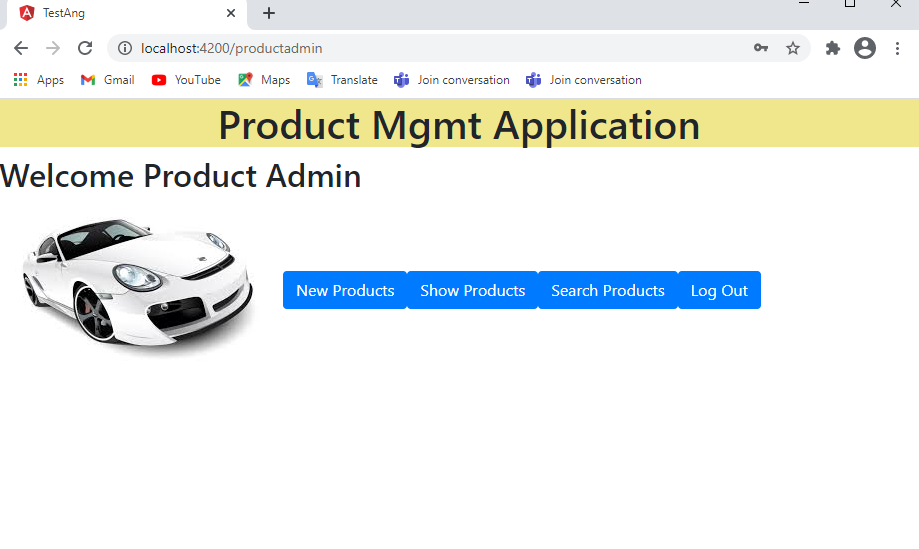 TestAng
localhost:4200/productadmin
Apps Gmail YouTube Maps Translate Join conversation Join conversation
Product Mgmt Application
Welcome Product Admin
New Products Show Products Search Products Log Out